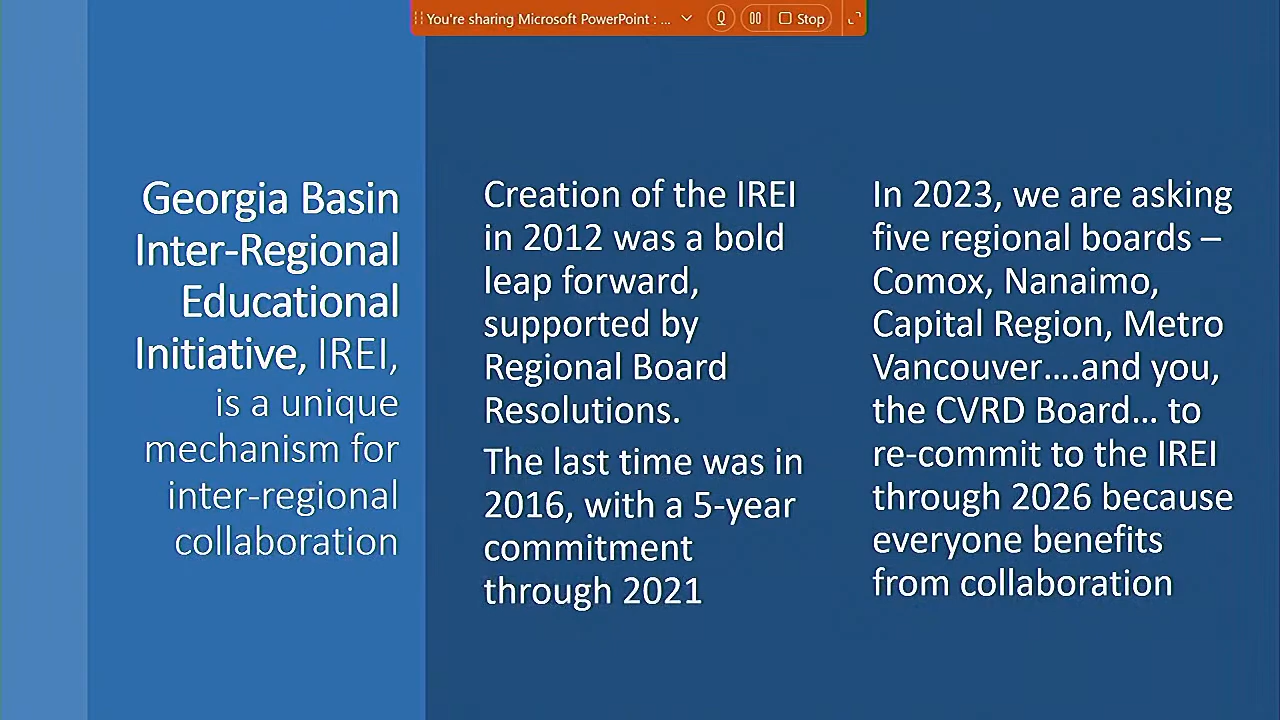 You're sharing Microsoft PowerPoint : ...
Stop
Georgia Basin
Inter-Regional
Educational
Initiative, IREI,
is a unique
mechanism for
inter-regional
collaboration
Creation of the IREI
in 2012 was a bold
leap forward,
supported by
Regional Board
Resolutions.
The last time was in
2016, with a 5-year
commitment
through 2021
In 2023, we are asking
five regional boards –
Comox, Nanaimo,
Capital Region, Metro
Vancouver....and you,
the CVRD Board... to
re-commit to the IREI
through 2026 because
everyone benefits
from collaboration